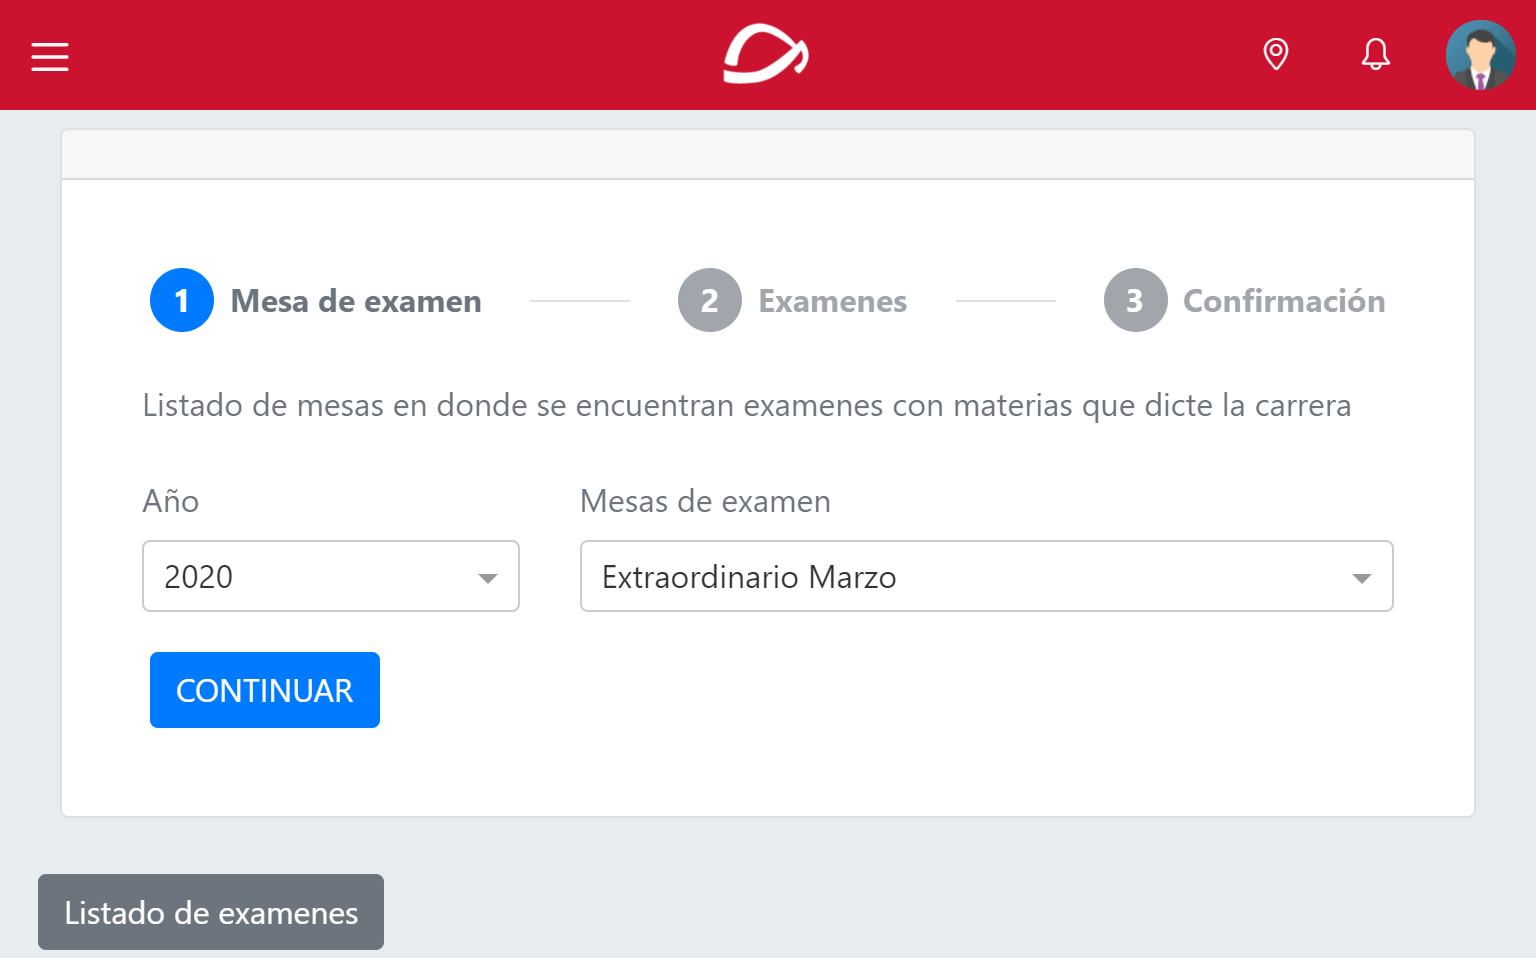 1 Mesa de examen 2 Examenes 3 Confirmación
Listado de mesas en donde se encuentran examenes con materias que dicte la carrera
Año Mesas de examen
2020 Extraordinario Marzo
CONTINUAR
Listado de examenes